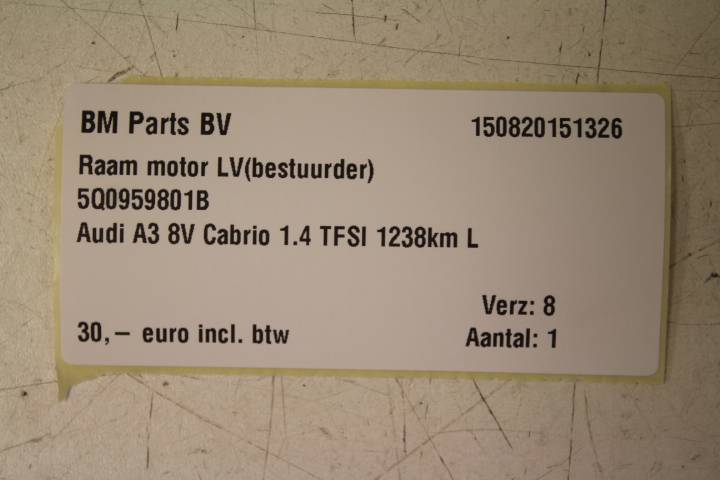 BM Parts BV 150820151326
Raam motor LV(bestuurder)
5Q0959801B
Audi A3 8V Cabrio 1.4 TFSI 1238km L
Verz: 8
30,– euro incl. btw Aantal: 1